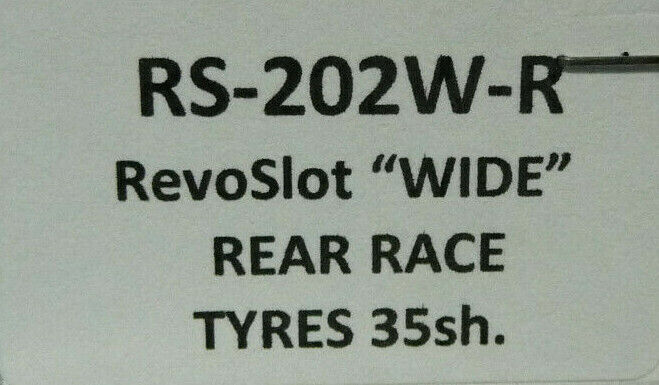 RS-202W-R
RevoSlot “WIDE”
REAR RACE
TYRES 35sh.